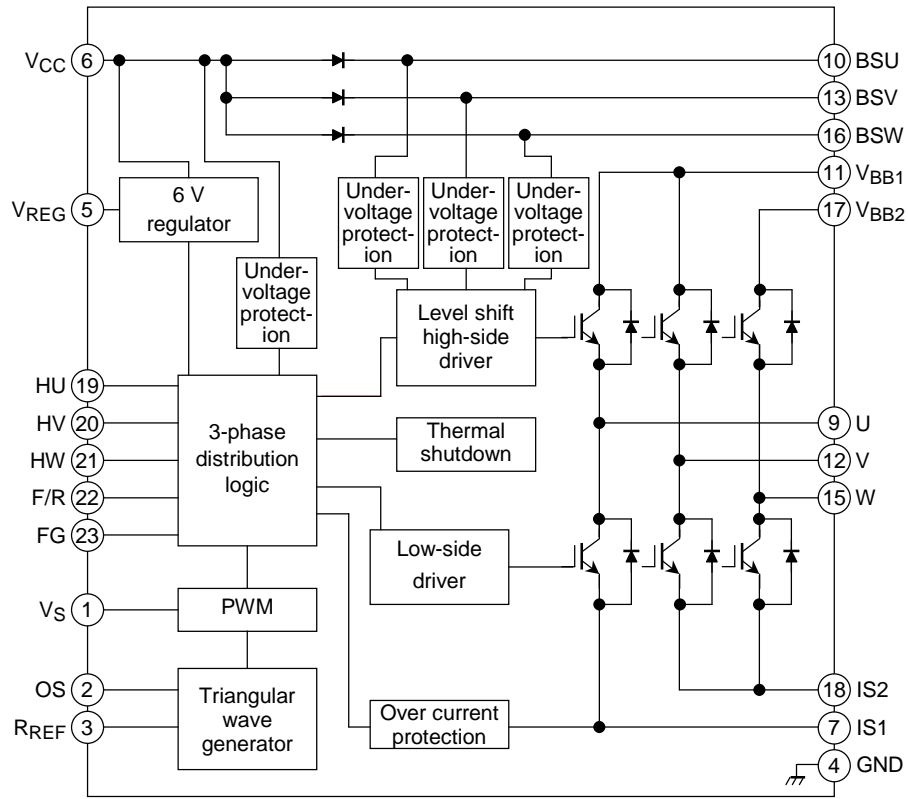 VCC 6
10 BSU
13 BSV
16 BSW
11 VBB1
17 VBB2
VREG 5
6 V
regulator
Under-
voltage
protect-
ion
Under-
voltage
protect-
ion
Under-
voltage
protect-
ion
Under-
voltage
protect-
ion
Level shift
high-side
driver
HU 19
HV 20
HW 21
F/R 22
FG 23
3-phase
distribution
logic
Thermal
shutdown
9 U
12 V
15 W
Low-side
driver
VS 1
PWM
OS 2
RREF 3
Triangular
wave
generator
Over current
protection
18 IS2
7 IS1
4 GND